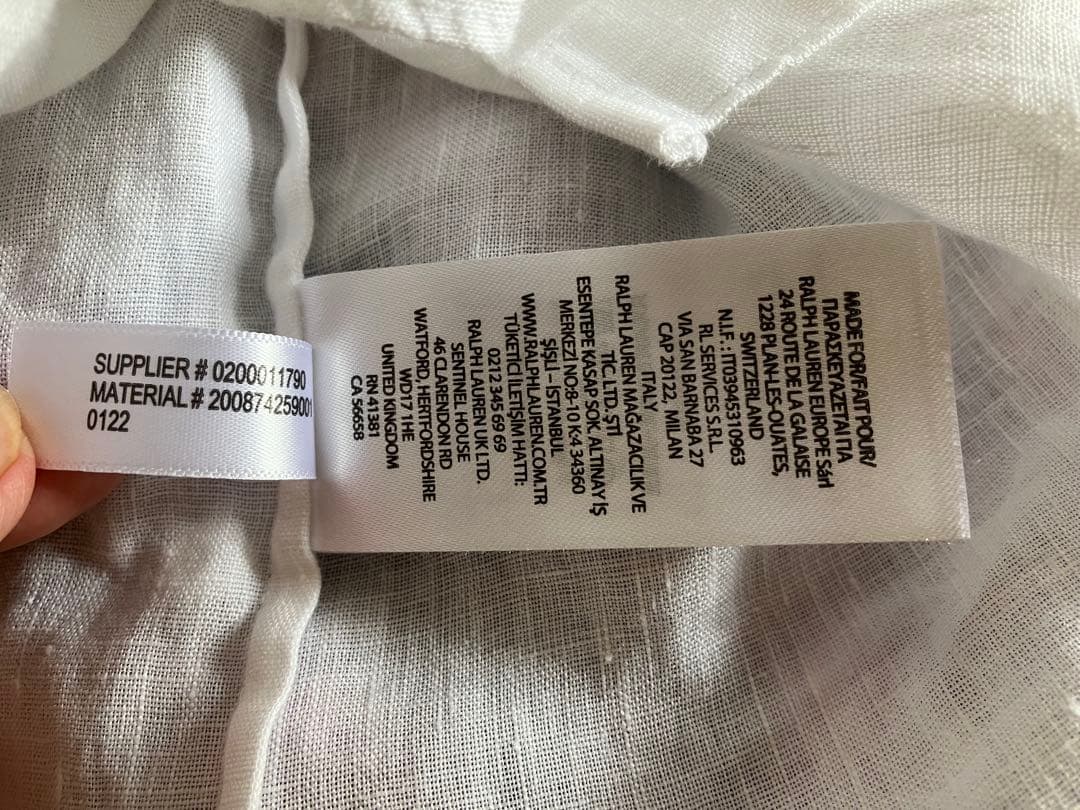 SUPPLIER # 0200011790
MATERIAL # 200874259001
0122
MADE FOR/FAIT POUR/
ΠΑΡΑΣΚΕΥΑΖΕΤΑΙ ΓΙΑ
RALPH LAUREN EUROPE Sárl
24 ROUTE DE LA GALAISE
1228 PLAN-LES-OUATES,
SWITZERLAND
N.I.F. : IT03945310963
RL SERVICES S.R.L.
VIA SAN BARNABA 27
CAP 20122, MILAN
ITALY
RALPH LAUREN MAĞAZACILIK VE
TİC. LTD. ŞTİ
ESENTEPE KASAP SOK. ALTINAY İŞ
MERKEZİ NO:8-10 K:4 34360
ŞİŞLİ – İSTANBUL
WWW.RALPHLAUREN.COM.TR
TÜKETİCİ İLETİŞİM HATTI:
0212 345 69 69
RALPH LAUREN UK LTD.
SENTINEL HOUSE
46 CLARENDON RD
WATFORD, HERTFORDSHIRE
WD17 1HE
UNITED KINGDOM
RN 41381
CA 56658